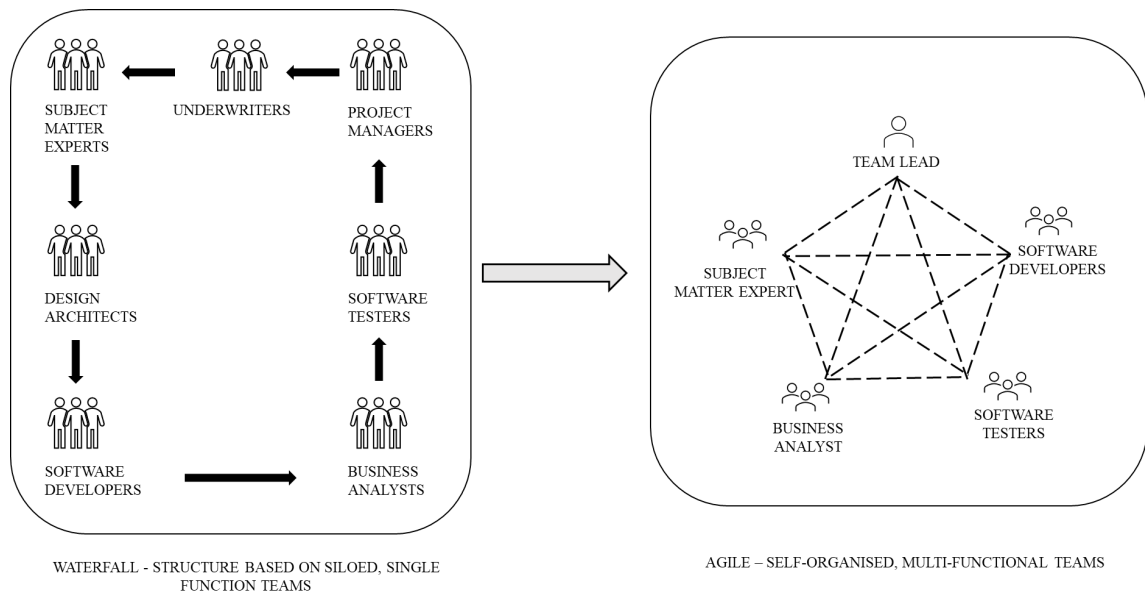 SUBJECT
MATTER
EXPERTS
UNDERWRITERS
PROJECT
MANAGERS
DESIGN
ARCHITECTS
SOFTWARE
TESTERS
SOFTWARE
DEVELOPERS
BUSINESS
ANALYSTS
WATERFALL - STRUCTURE BASED ON SILOED, SINGLE
FUNCTION TEAMS
TEAM LEAD
SUBJECT
MATTER EXPERT
SOFTWARE
DEVELOPERS
BUSINESS
ANALYST
SOFTWARE
TESTERS
AGILE – SELF-ORGANISED, MULTI-FUNCTIONAL TEAMS